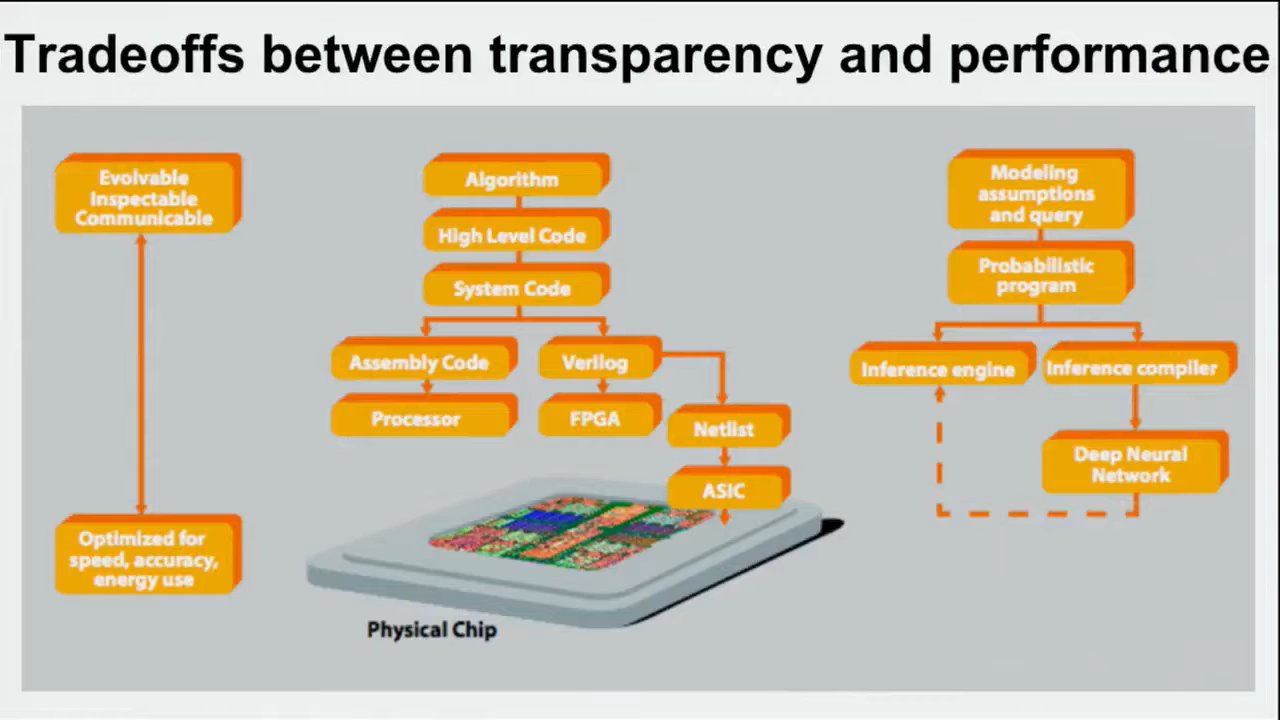 Tradeoffs between transparency and performance
Evolvable
Inspectable
Communicable
Optimized for
speed, accuracy,
energy use
Algorithm
High Level Code
System Code
Assembly Code
Verilog
Processor
FPGA
Netlist
ASIC
Physical Chip
Modeling
assumptions
and query
Probabilistic
program
Inference engine
Inference compiler
Deep Neural
Network